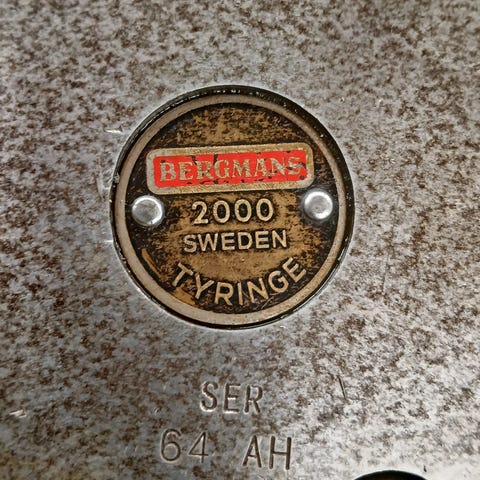 BERGMANS
2000
SWEDEN
TYRINGE
SER
64 AH